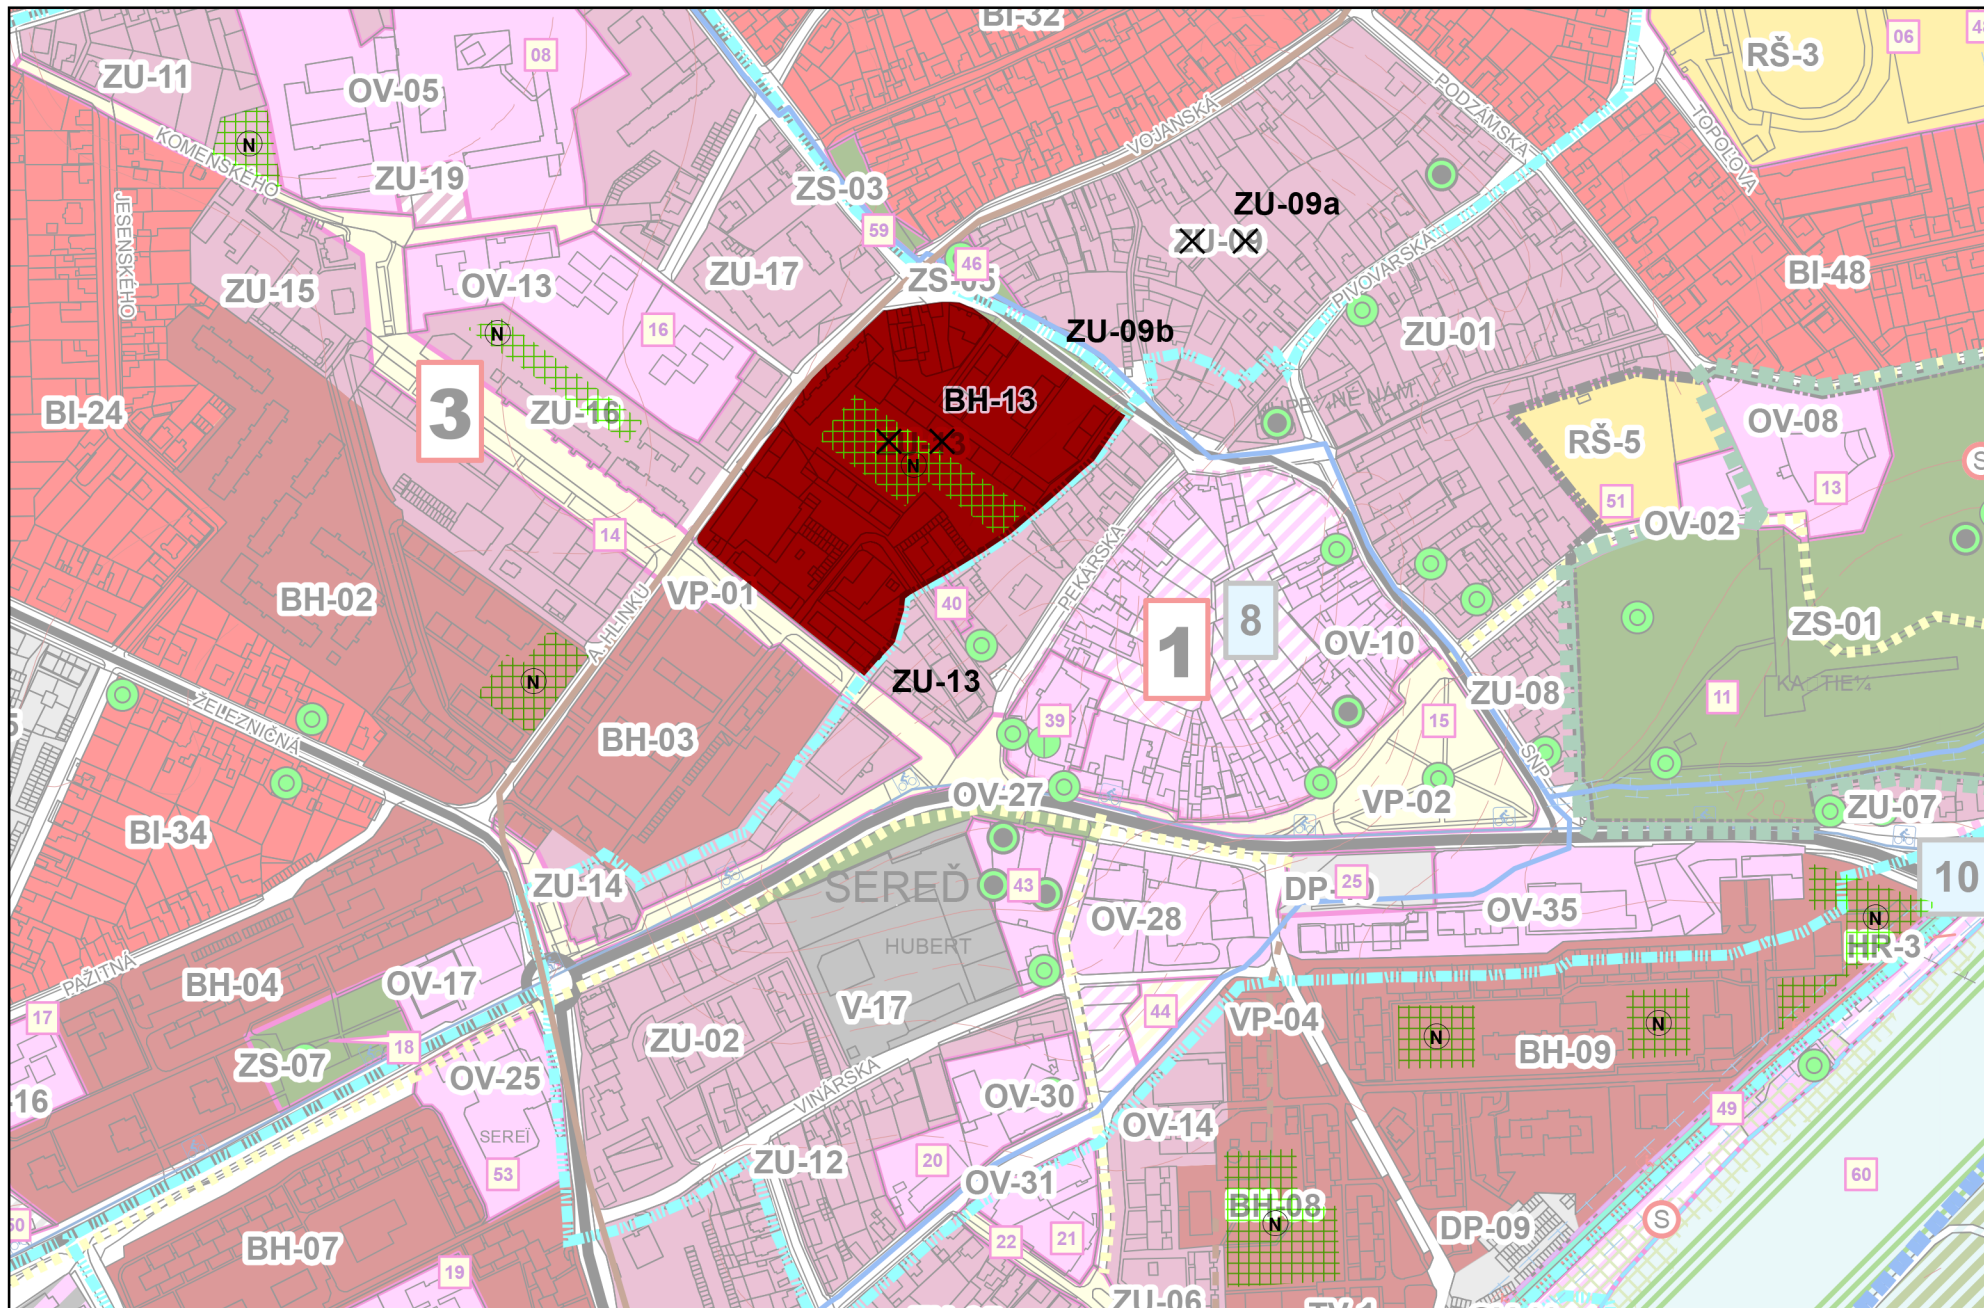 BI-32
ZU-11
OV-05
08
RŠ-3
06
KOMENSKÉHO
N
ZU-19
JESENSKÉHO
ZS-03
59
VOJANSKÁ
PODZÁMSKA
TOPOĽOVA
ZU-09a
ZU-09
46
ZS-05
ZU-17
ZU-15
OV-13
16
N
ZU-09b
PIVOVARSKÁ
ZU-01
BI-48
BI-24
3
ZU-16
BH-13
N
RŠ-5
51
OV-08
13
OV-02
S
14
BH-02
A.HLINKU
VP-01
40
PEKÁRSKA
1
8
OV-10
ZS-01
ZU-13
ZU-08
11
N
ŽELEZNIČNÁ
BH-03
39
15
SNP
BI-34
OV-27
VP-02
ZU-07
ZU-14
SEREĎ
43
DP-
25
OV-28
OV-35
10
N
HR-3
HUBERT
PAŽITNÁ
BH-04
OV-17
17
18
ZS-07
ZU-02
V-17
44
VP-04
N
N
BH-09
-16
OV-25
VINÁRSKA
OV-30
OV-14
49
53
ZU-12
20
OV-31
60
BH-08
N
DP-09
S
50
BH-07
19
22
21
ZU-06